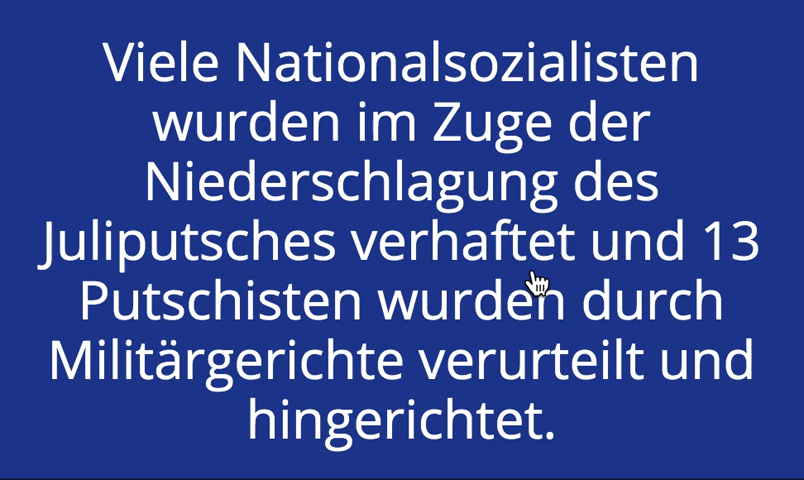 Viele Nationalsozialisten
wurden im Zuge der
Niederschlagung des
Juliputsches verhaftet und 13
Putschisten wurden durch
Militärgerichte verurteilt und
hingerichtet.